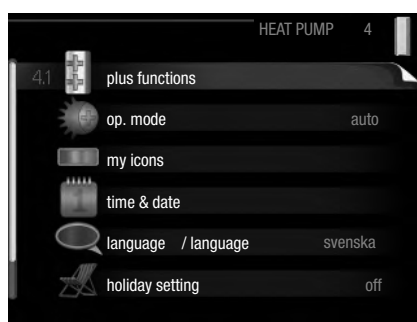 HEAT PUMP 4
4.1 plus functions
op. mode auto
my icons
1
time & date
language / language svenska
holiday setting off